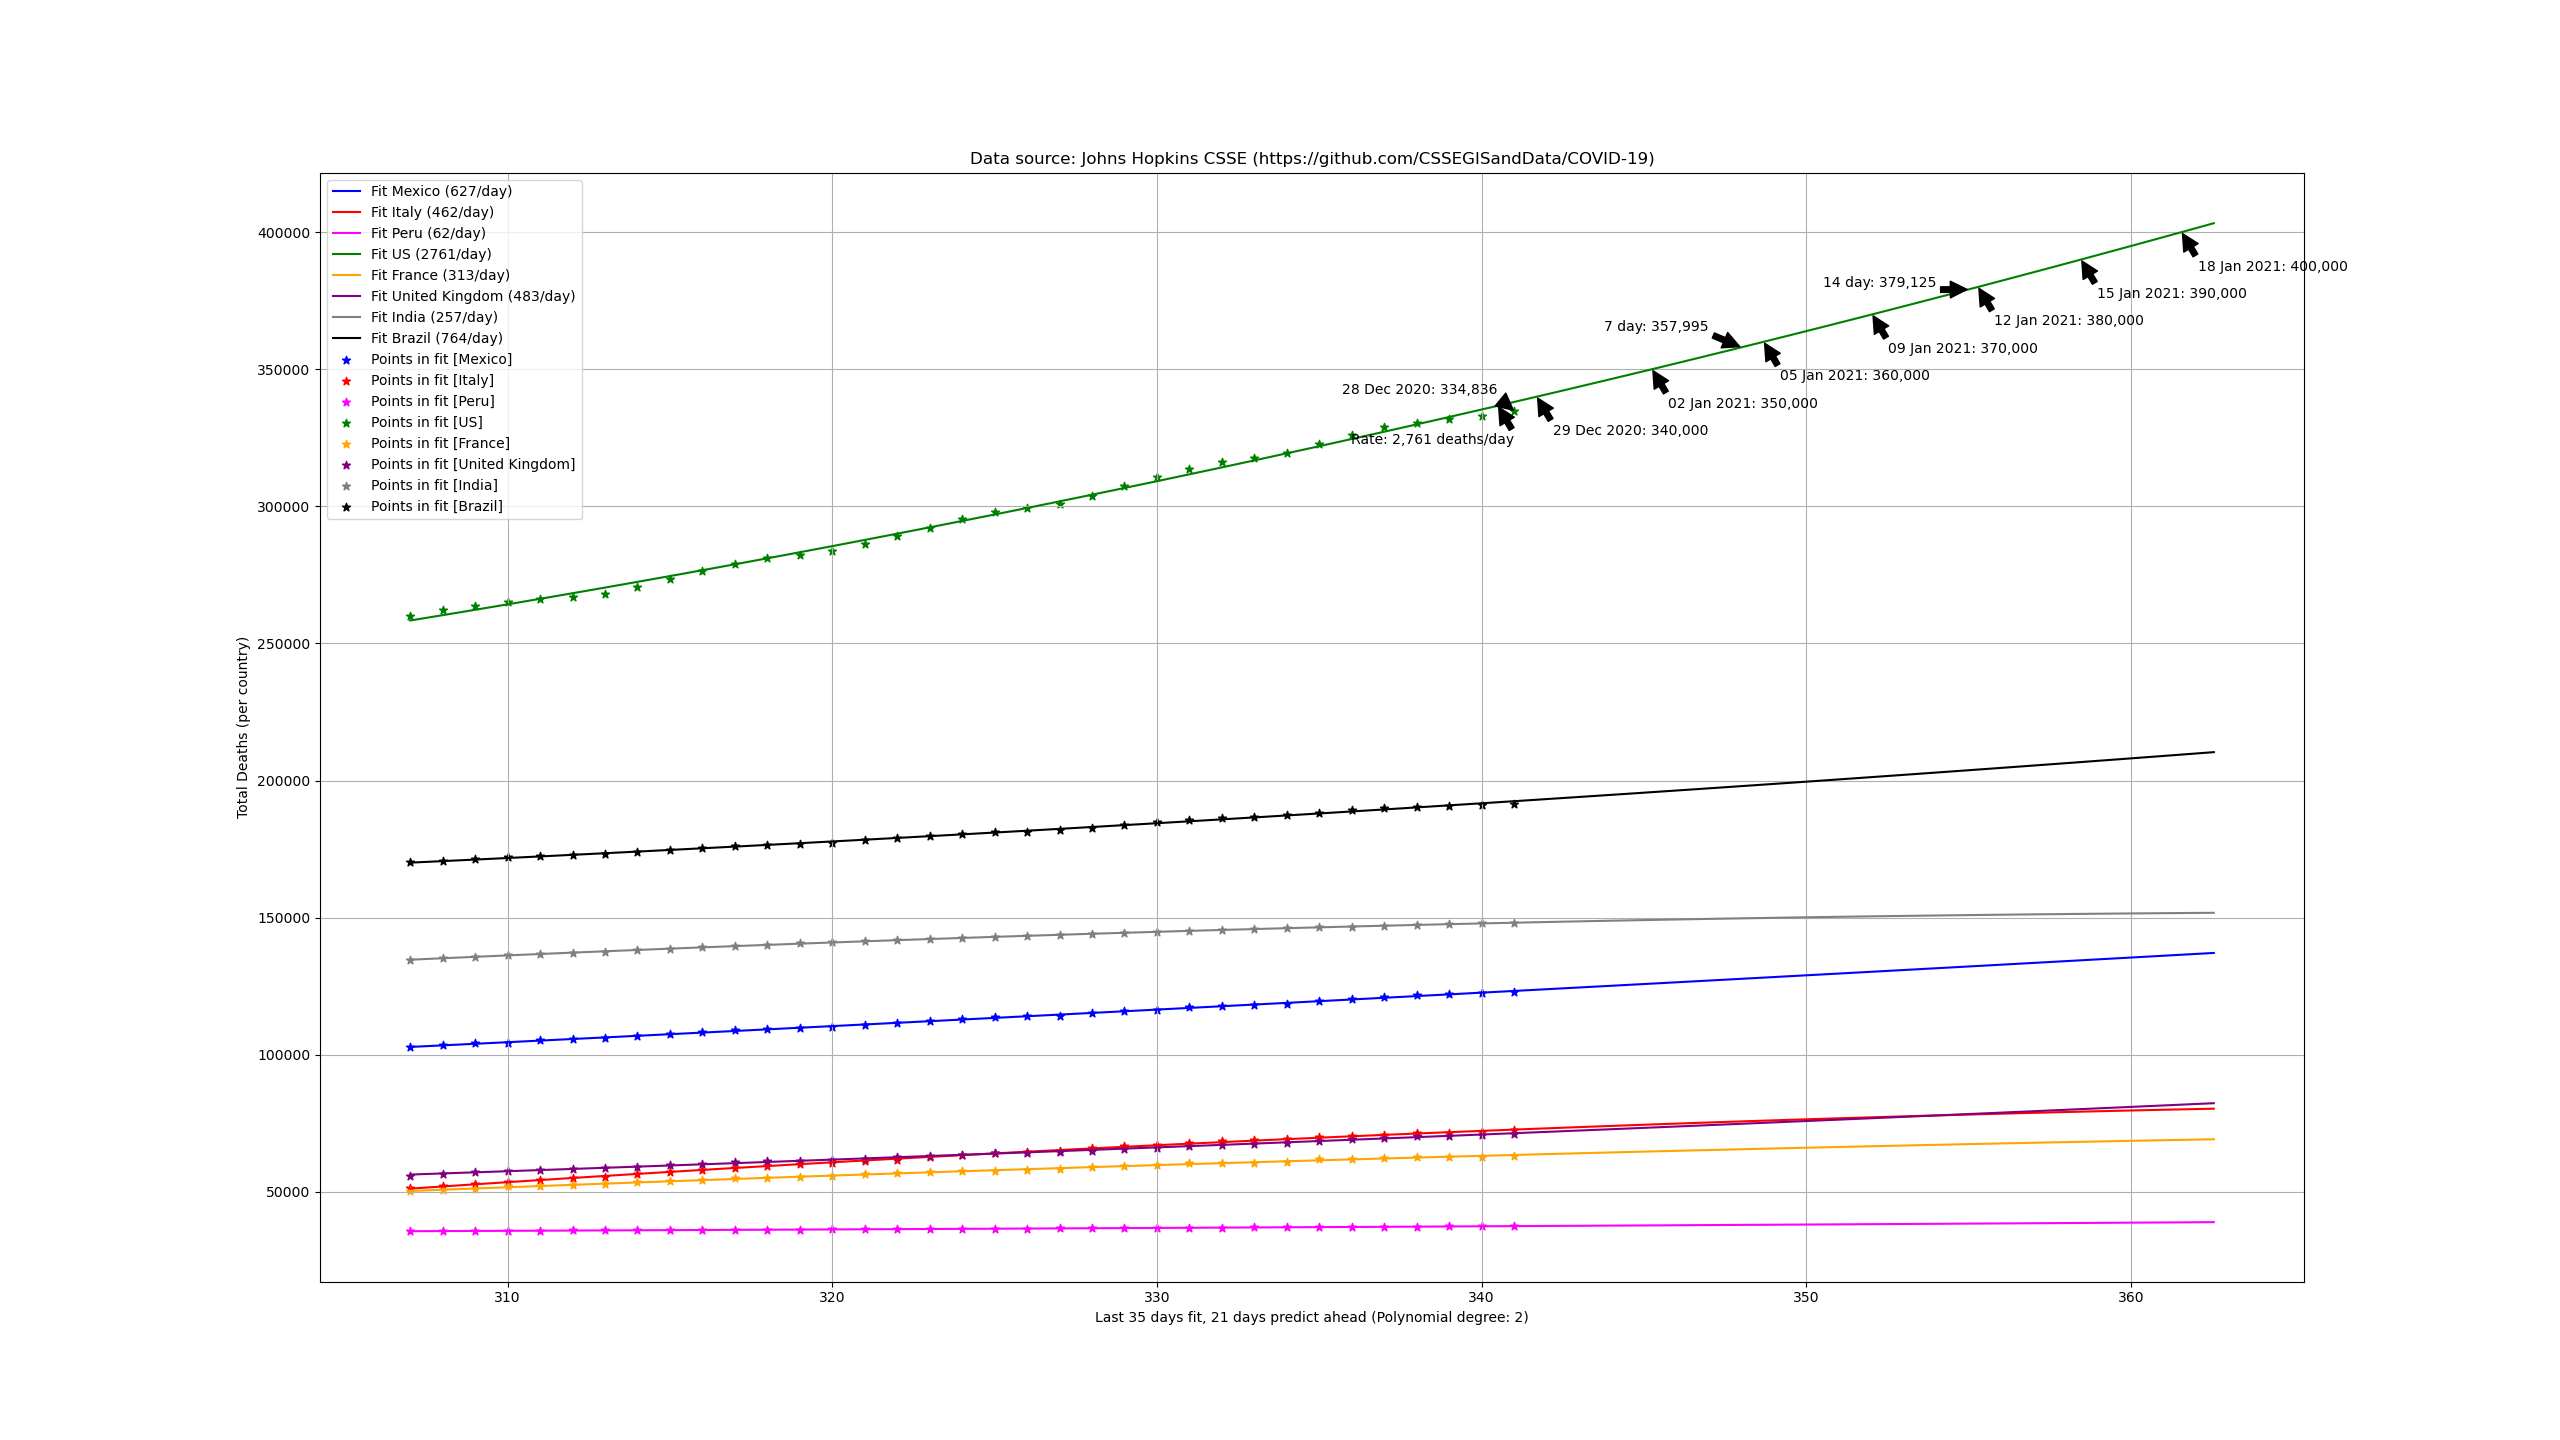 Data source: Johns Hopkins CSSE (https://github.com/CSSEGISandData/COVID-19)
Fit Mexico (627/day)
Fit Italy (462/day)
Fit Peru (62/day)
Fit US (2761/day)
Fit France (313/day)
Fit United Kingdom (483/day)
Fit India (257/day)
Fit Brazil (764/day)
Points in fit [Mexico]
Points in fit [Italy]
Points in fit [Peru]
Points in fit [US]
Points in fit [France]
Points in fit [United Kingdom]
Points in fit [India]
Points in fit [Brazil]
18 Jan 2021: 400,000
14 day: 379,125
15 Jan 2021: 390,000
12 Jan 2021: 380,000
7 day: 357,995
09 Jan 2021: 370,000
05 Jan 2021: 360,000
28 Dec 2020: 334,836
02 Jan 2021: 350,000
29 Dec 2020: 340,000
Rate: 2,761 deaths/day
Total Deaths (per country)
400000
350000
300000
250000
200000
150000
100000
50000
310 320 330 340 350 360
Last 35 days fit, 21 days predict ahead (Polynomial degree: 2)